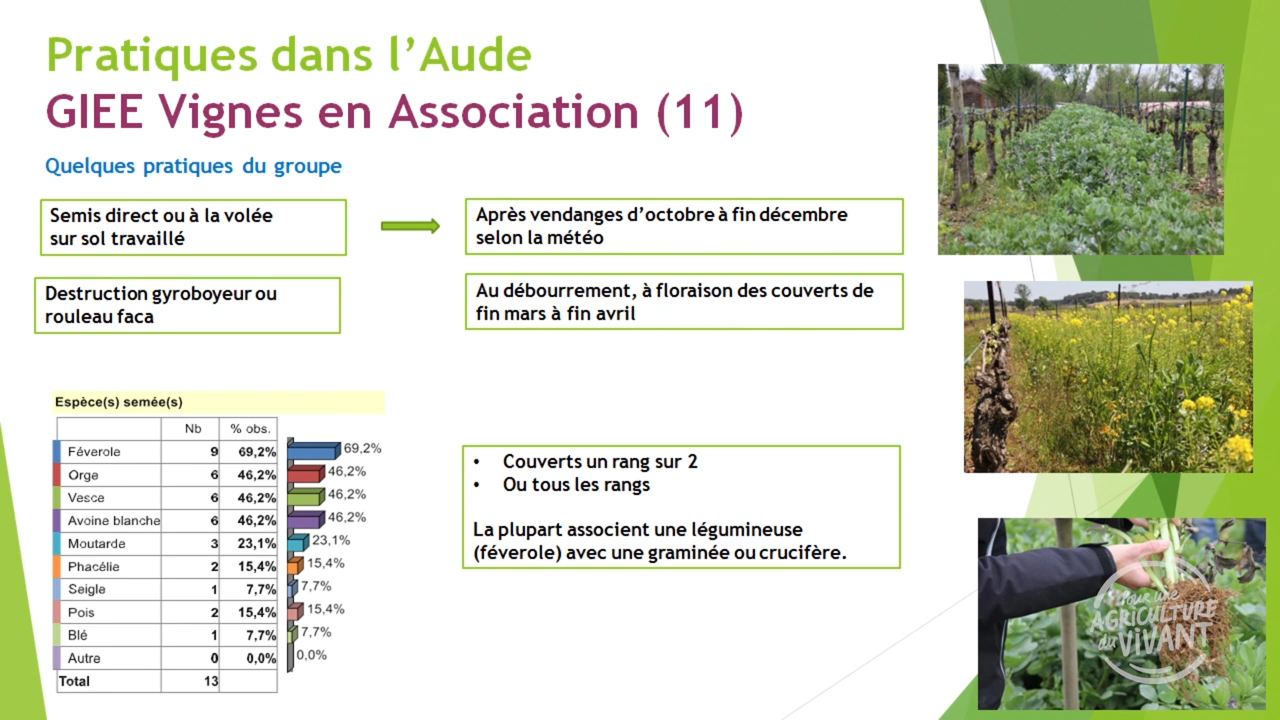 Pratiques dans l’Aude
GIEE Vignes en Association (11)
Quelques pratiques du groupe
Semis direct ou à la volée
sur sol travaillé
Après vendanges d’octobre à fin décembre
selon la météo
Destruction gyroboyeur ou
rouleau faca
Au débourrement, à floraison des couverts de
fin mars à fin avril
Espèce(s) semée(s)
Nb % obs.
Féverole 9 69,2% 69,2%
Orge 6 46,2% 46,2%
Vesce 6 46,2% 46,2%
Avoine blanche 6 46,2% 46,2%
Moutarde 3 23,1% 23,1%
Phacélie 2 15,4% 15,4%
Seigle 1 7,7% 7,7%
Pois 2 15,4% 15,4%
Blé 1 7,7% 7,7%
Autre 0 0,0% 0,0%
Total 13
• Couverts un rang sur 2
• Ou tous les rangs
La plupart associent une légumineuse
(féverole) avec une graminée ou crucifère.
Pour une
AGRICULTURE
du VIVANT